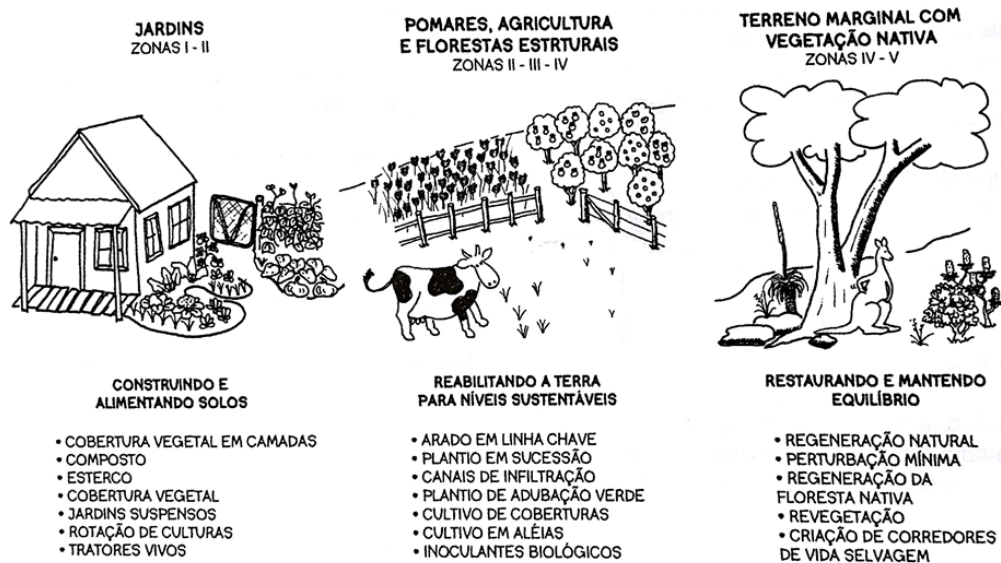 JARDINS
ZONAS I - II
CONSTRUINDO E
ALIMENTANDO SOLOS
• COBERTURA VEGETAL EM CAMADAS
• COMPOSTO
• ESTERCO
• COBERTURA VEGETAL
• JARDINS SUSPENSOS
• ROTAÇÃO DE CULTURAS
• TRATORES VIVOS
POMARES, AGRICULTURA
E FLORESTAS ESTRTURAIS
ZONAS II - III - IV
REABILITANDO A TERRA
PARA NÍVEIS SUSTENTÁVEIS
• ARADO EM LINHA CHAVE
• PLANTIO EM SUCESSÃO
• CANAIS DE INFILTRAÇÃO
• PLANTIO DE ADUBAÇÃO VERDE
• CULTIVO DE COBERTURAS
• CULTIVO EM ALÉIAS
• INOCULANTES BIOLÓGICOS
TERRENO MARGINAL COM
VEGETAÇÃO NATIVA
ZONAS IV - V
RESTAURANDO E MANTENDO
EQUILÍBRIO
• REGENERAÇÃO NATURAL
• PERTURBAÇÃO MÍNIMA
• REGENERAÇÃO DA
FLORESTA NATIVA
• REVEGETAÇÃO
• CRIAÇÃO DE CORREDORES
DE VIDA SELVAGEM